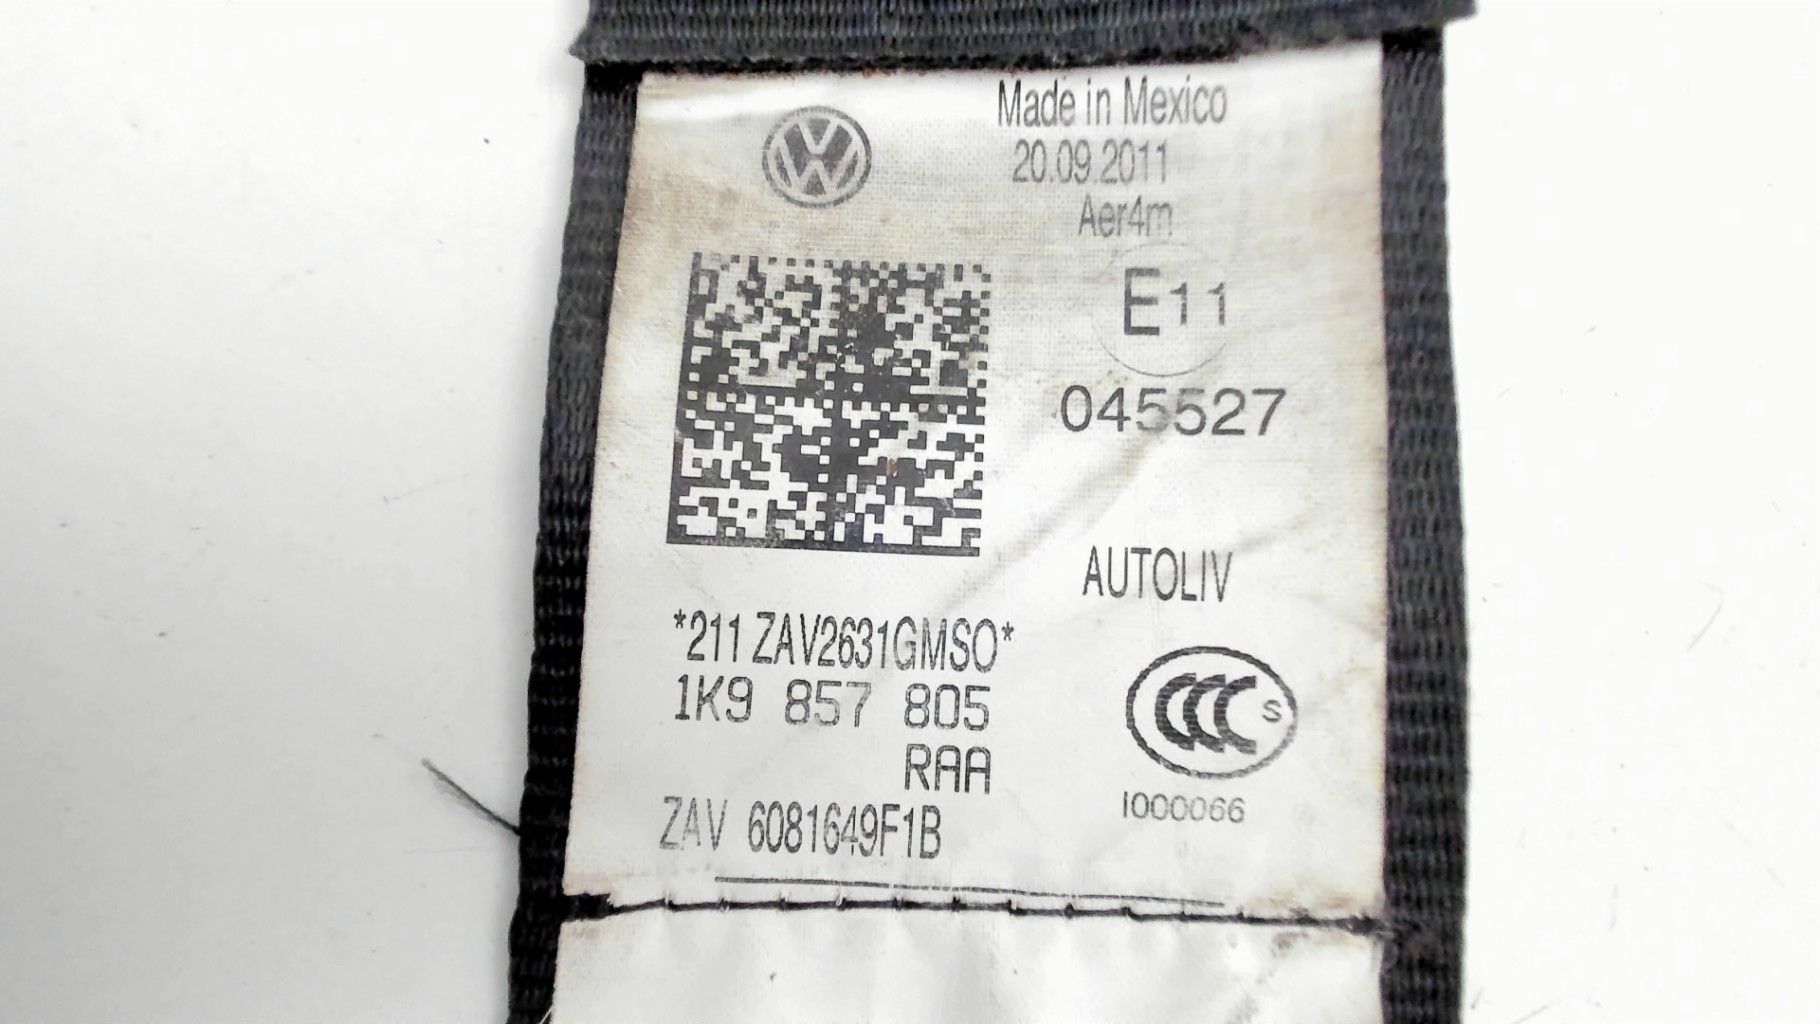 Made in Mexico
20.09.2011
Aer4m
E11
045527
AUTOLIV
*211 ZAV2631GMSO*
1K9 857 805
RAA
ZAV 6081649F1B
CCC S
I000066